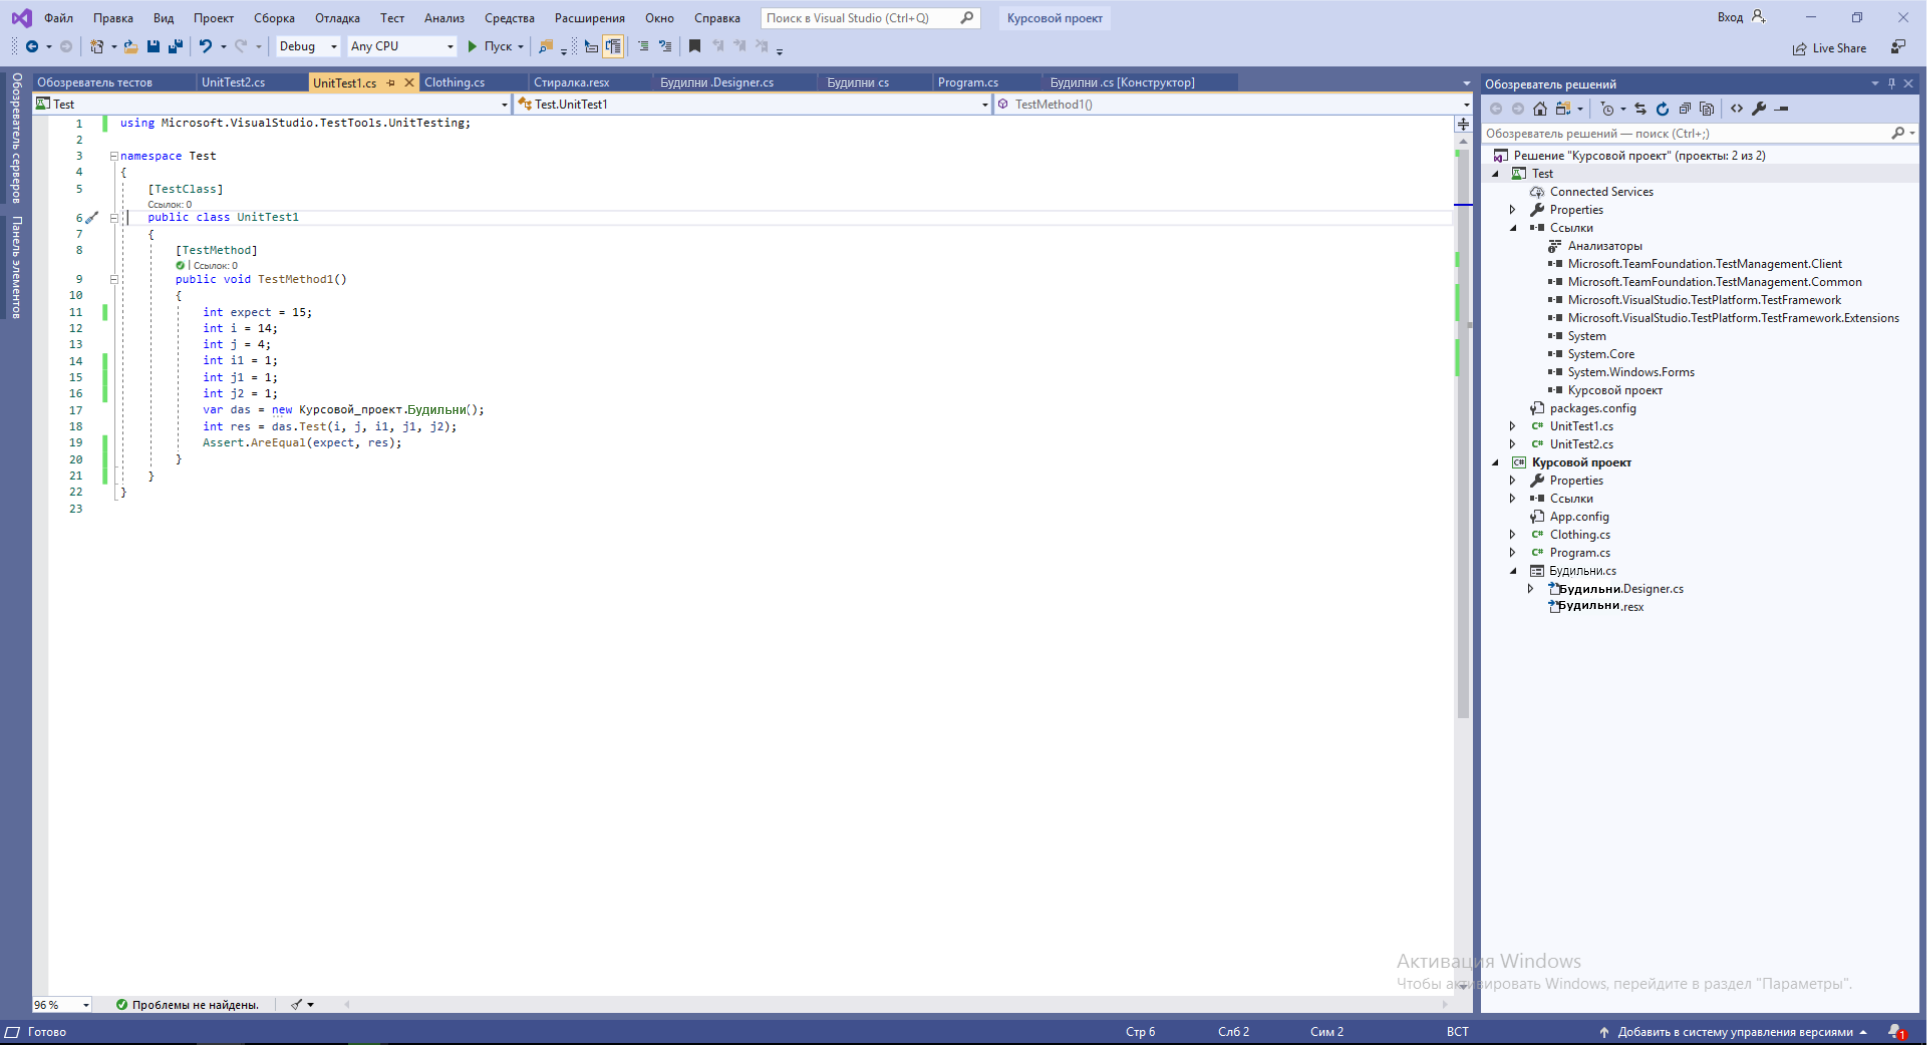 Файл Правка Вид Проект Сборка Отладка Тест Анализ Средства Расширения Окно Справка Поиск в Visual Studio (Ctrl+Q) Курсовой проект Вход
Debug Any CPU Пуск Live Share
Обозреватель серверов
Панель элементов
Обозреватель тестов UnitTest2.cs UnitTest1.cs Clothing.cs Стиралка.resx Будилни .Designer.cs Будилни cs Program.cs Будилни .cs [Конструктор]
Test Test.UnitTest1 TestMethod1()
1 using Microsoft.VisualStudio.TestTools.UnitTesting;
2
3 namespace Test
4 {
5 [TestClass]
Ссылок: 0
6 public class UnitTest1
7 {
8 [TestMethod]
| Ссылок: 0
9 public void TestMethod1()
10 {
11 int expect = 15;
12 int i = 14;
13 int j = 4;
14 int i1 = 1;
15 int j1 = 1;
16 int j2 = 1;
17 var das = new Курсовой_проект.Будильни();
18 int res = das.Test(i, j, i1, j1, j2);
19 Assert.AreEqual(expect, res);
20 }
21 }
22 }
23
Обозреватель решений
Обозреватель решений — поиск (Ctrl+;)
Решение "Курсовой проект" (проекты: 2 из 2)
Test
Connected Services
Properties
Ссылки
Анализаторы
Microsoft.TeamFoundation.TestManagement.Client
Microsoft.TeamFoundation.TestManagement.Common
Microsoft.VisualStudio.TestPlatform.TestFramework
Microsoft.VisualStudio.TestPlatform.TestFramework.Extensions
System
System.Core
System.Windows.Forms
Курсовой проект
packages.config
UnitTest1.cs
UnitTest2.cs
Курсовой проект
Properties
Ссылки
App.config
Clothing.cs
Program.cs
Будильни.cs
Будильни.Designer.cs
Будильни.resx
Активация Windows
Чтобы активировать Windows, перейдите в раздел "Параметры".
96 % Проблемы не найдены.
Готово Стр 6 Слб 2 Сим 2 ВСТ Добавить в систему управления версиями 1